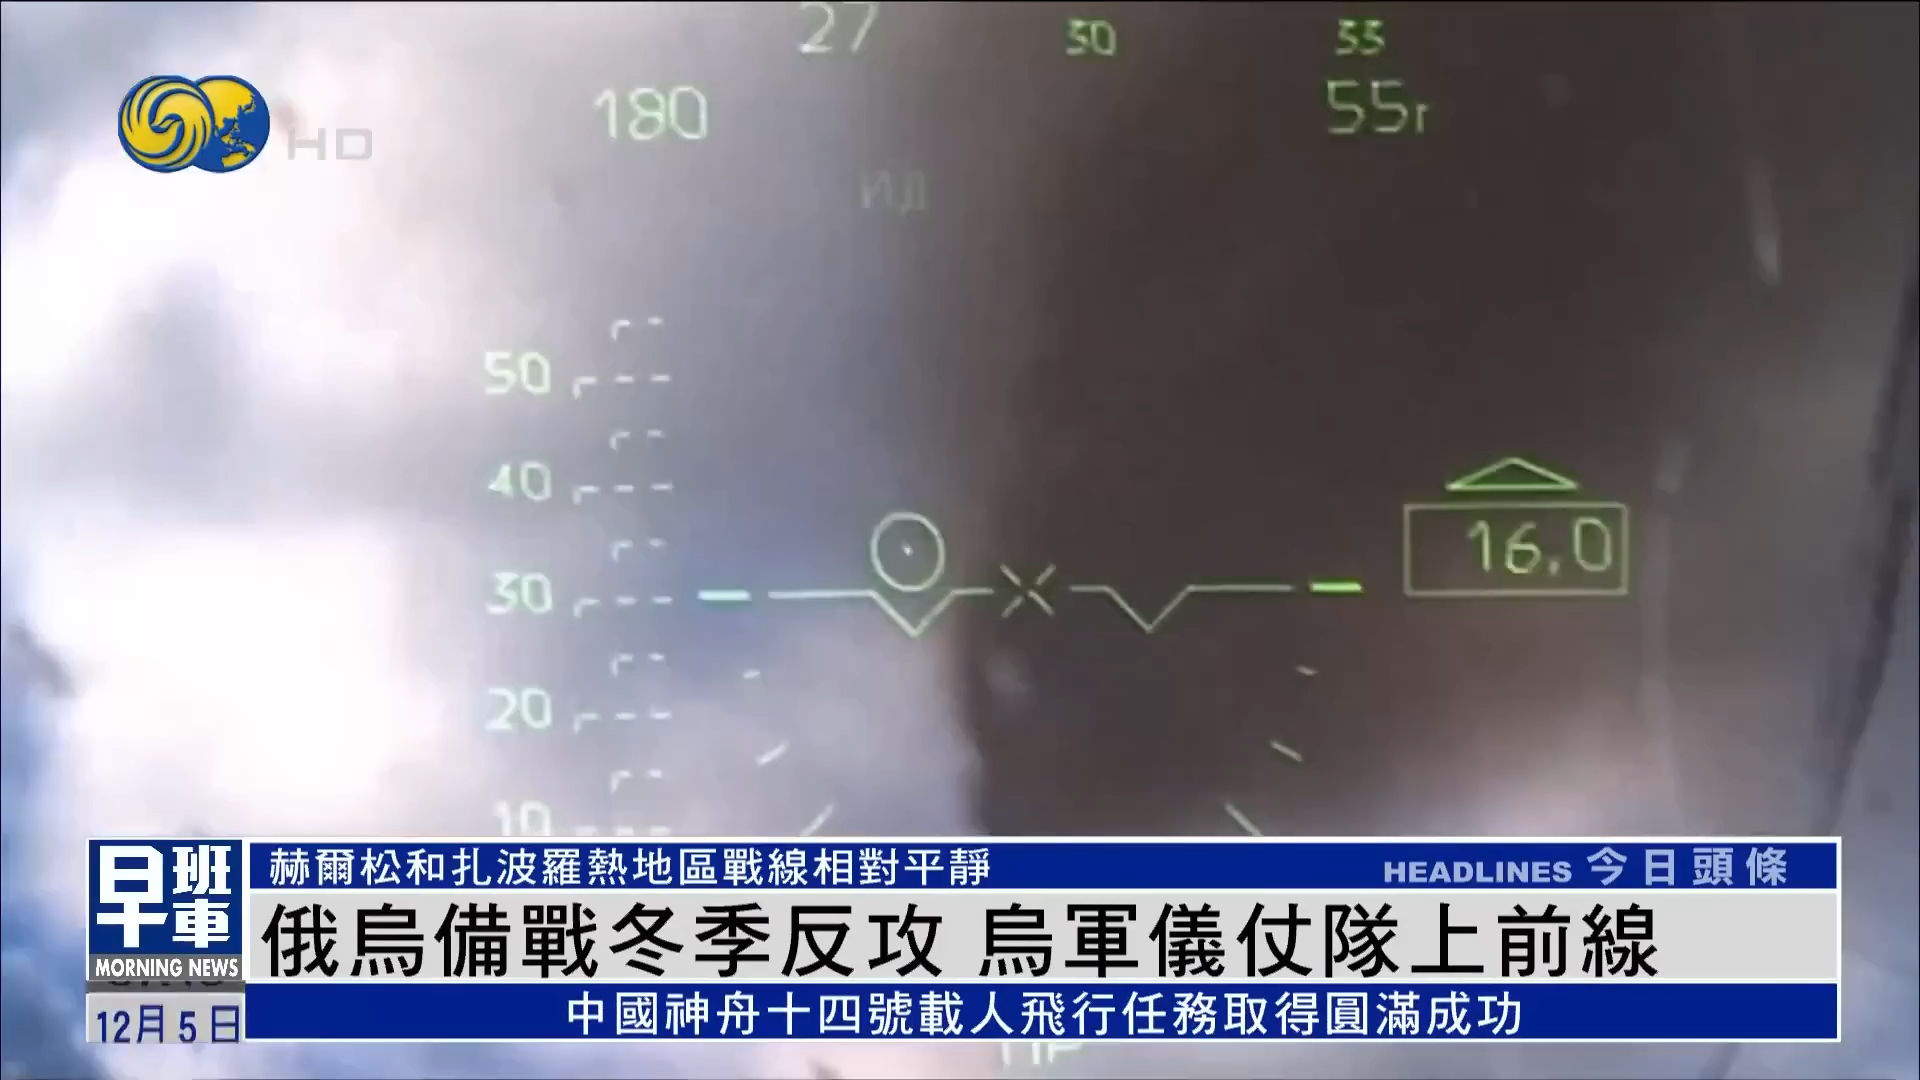 27 30 33
180 55г
ИД
HD
50
40
30
16,0
20
10
早班車
MORNING NEWS
赫爾松和扎波羅熱地區戰線相對平靜
HEADLINES 今日頭條
俄烏備戰冬季反攻 烏軍儀仗隊上前線
12月5日
中國神舟十四號載人飛行任務取得圓滿成功